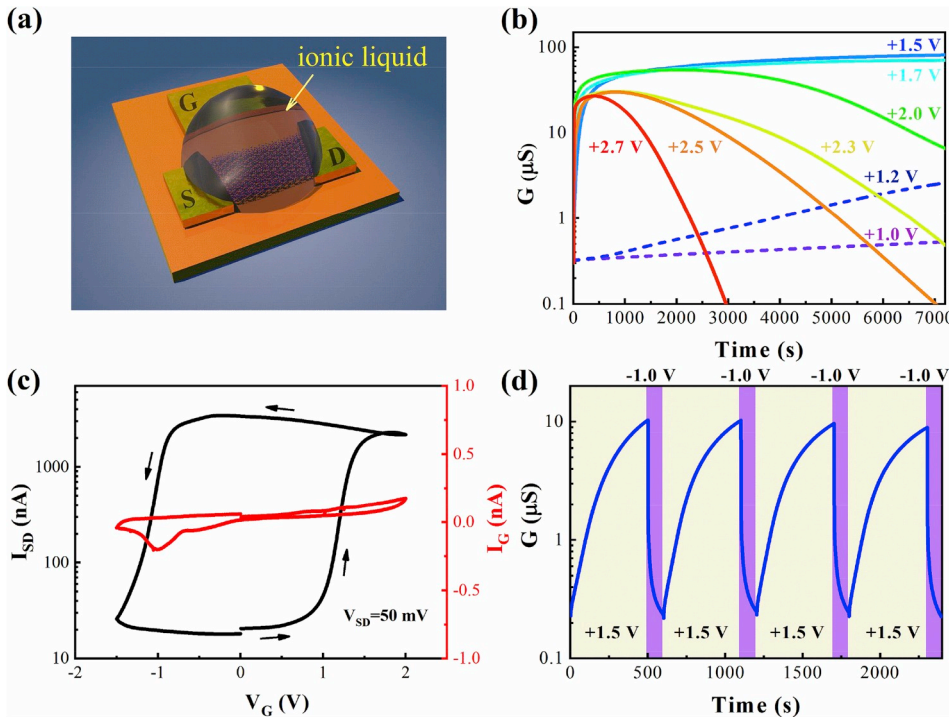 (a)
ionic liquid
G
S
D
(b)
G (μS)
100
10
1
0.1
+1.5 V
+1.7 V
+2.0 V
+2.7 V
+2.5 V
+2.3 V
+1.2 V
+1.0 V
0 1000 2000 3000 4000 5000 6000 7000
Time (s)
(c)
I_SD (nA)
1000
100
10
I_G (nA)
1.0
0.5
0.0
-0.5
-1.0
V_SD=50 mV
-2 -1 0 1 2
V_G (V)
(d)
-1.0 V -1.0 V -1.0 V -1.0 V
G (μS)
10
1
0.1
+1.5 V +1.5 V +1.5 V +1.5 V
0 500 1000 1500 2000
Time (s)